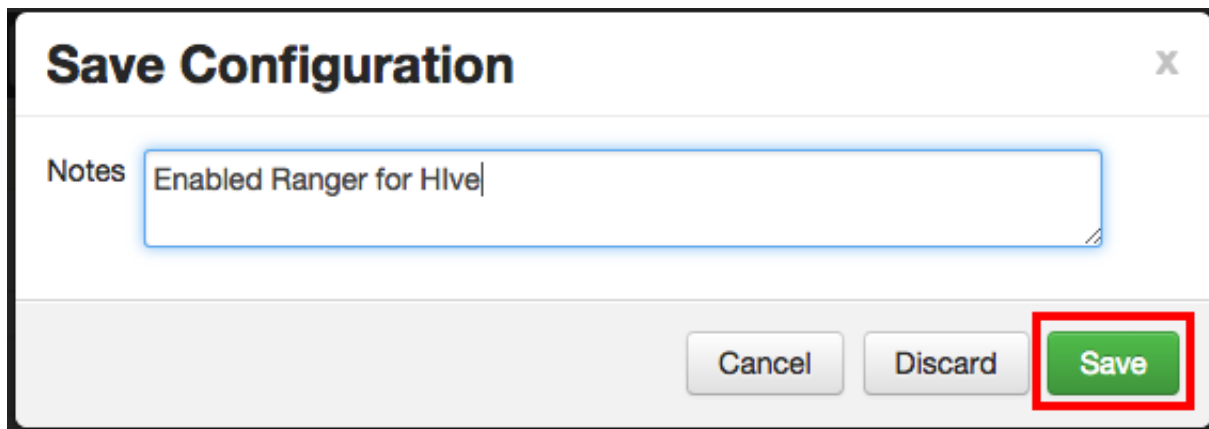 Save Configuration
x
Notes
Enabled Ranger for HIve
Cancel
Discard
Save